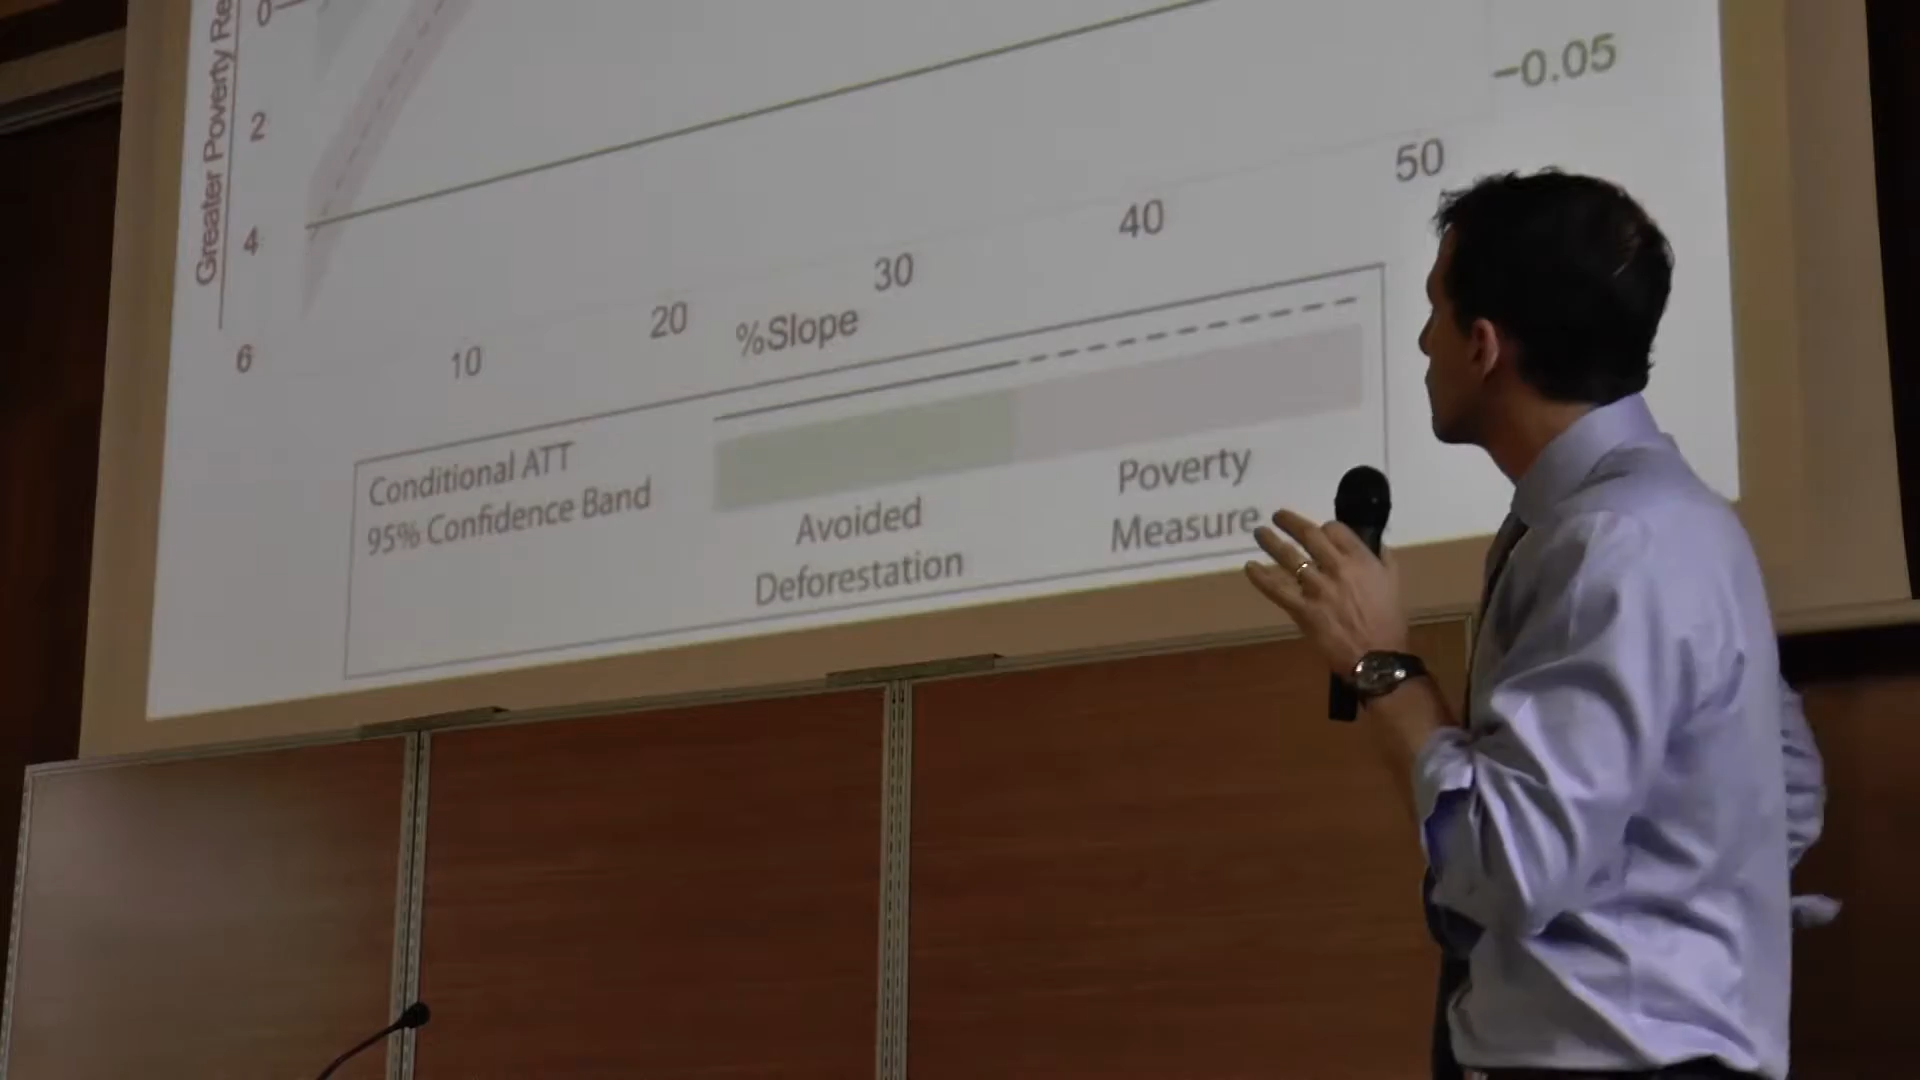 Greater Poverty Re
0
2
4
6
-0.05
10
20
30
40
50
%Slope
Conditional ATT
95% Confidence Band
Avoided
Deforestation
Poverty
Measure